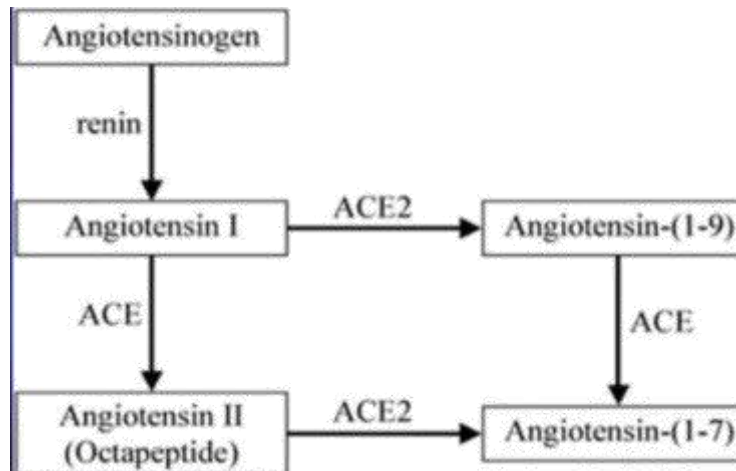 Angiotensinogen
renin
Angiotensin I
ACE2
Angiotensin-(1-9)
ACE
ACE
Angiotensin II
(Octapeptide)
ACE2
Angiotensin-(1-7)